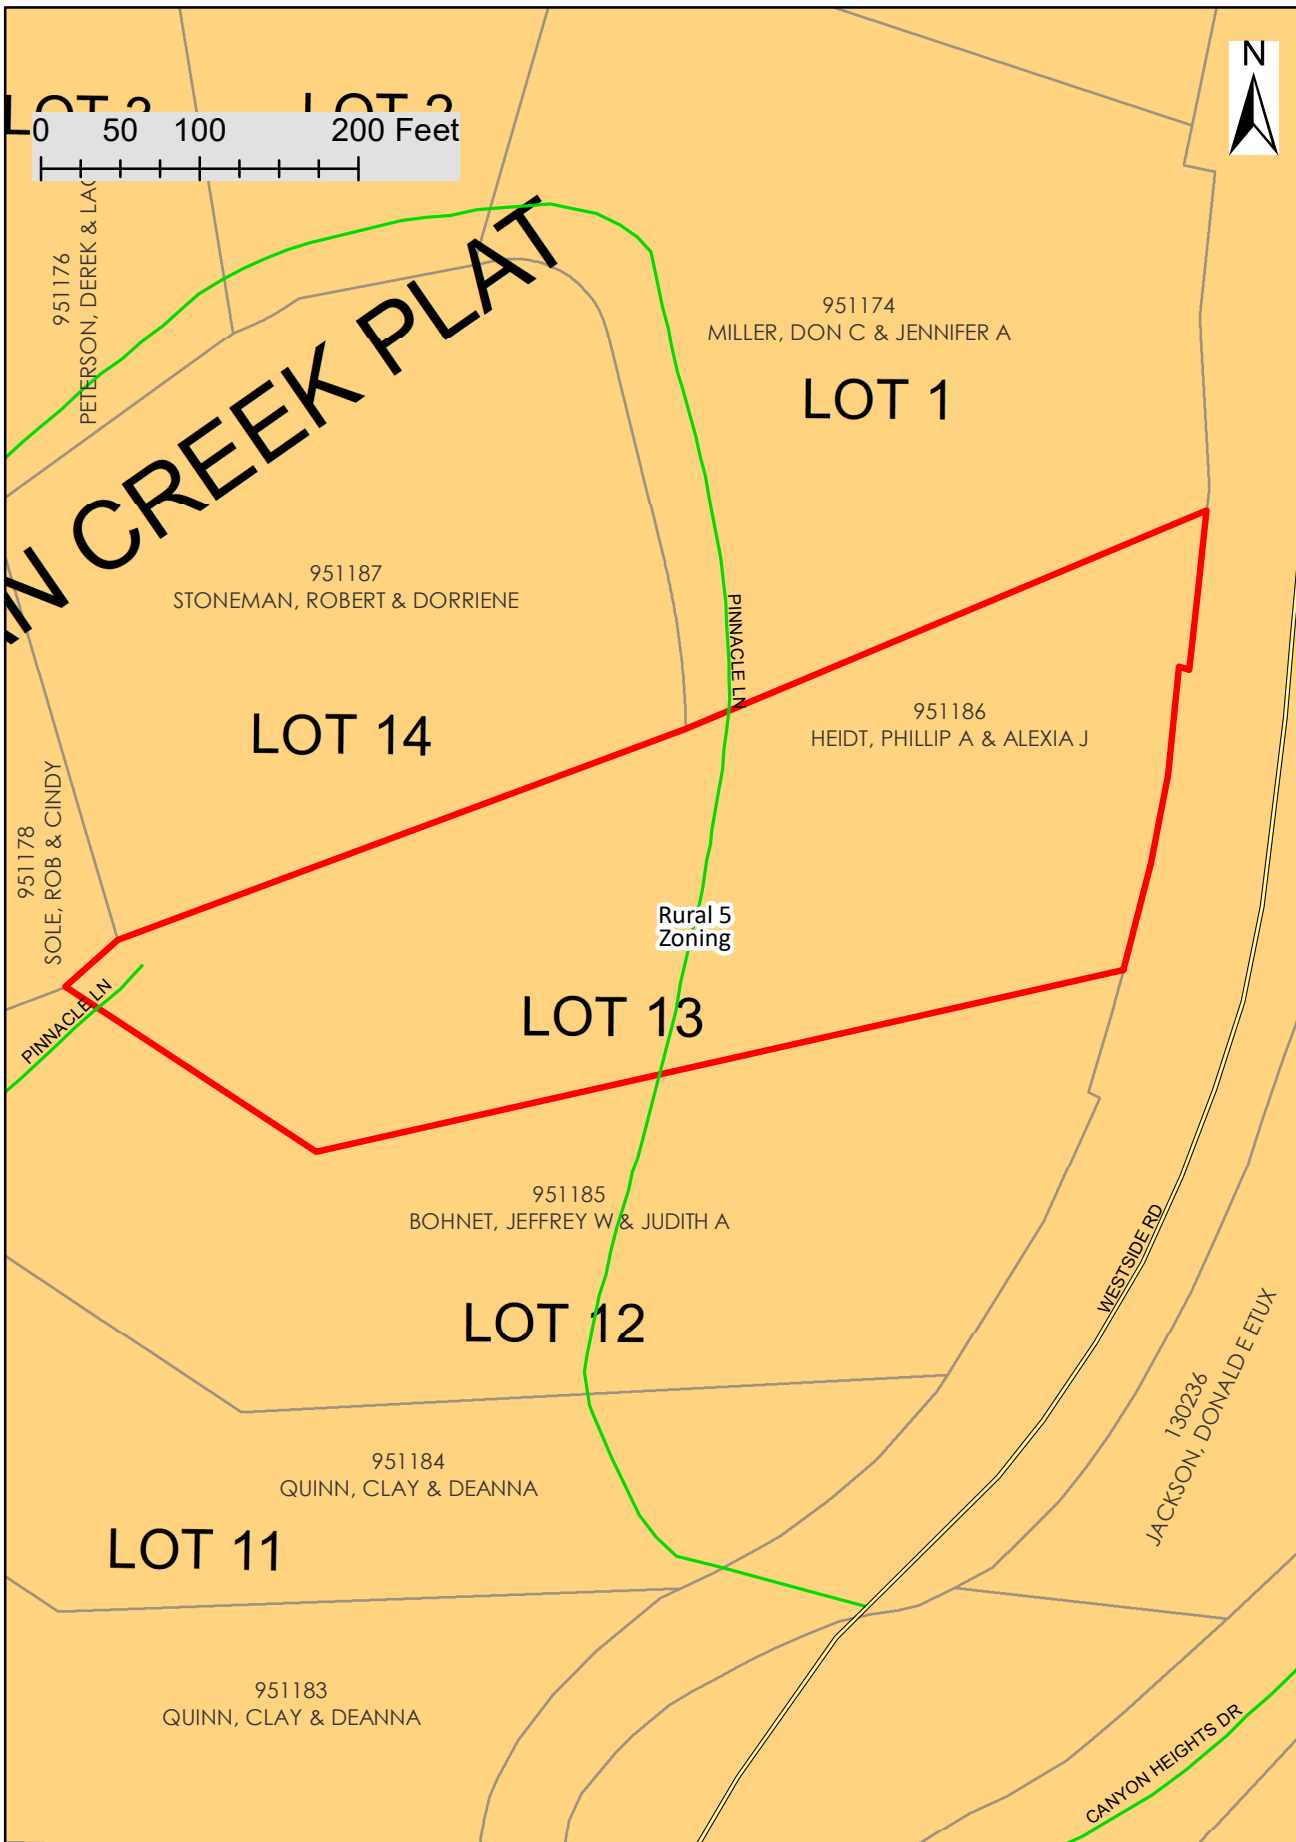 N
LOT 2
0 50 100 200 Feet
951176
PETERSON, DEREK &
CREEK PLAT
951174
MILLER, DON C & JENNIFER A
LOT 1
951187
STONEMAN, ROBERT & DORRIENE
PINNACLE LN
LOT 14
951186
HEIDT, PHILLIP A & ALEXIA J
951178
SOLE, ROB & CINDY
Rural 5
Zoning
PINNACLE LN
LOT 13
951185
BOHNET, JEFFREY W & JUDITH A
WESTSIDE RD
LOT 12
130236
JACKSON, DONALD E ETUX
951184
QUINN, CLAY & DEANNA
LOT 11
951183
QUINN, CLAY & DEANNA
CANYON HEIGHTS DR